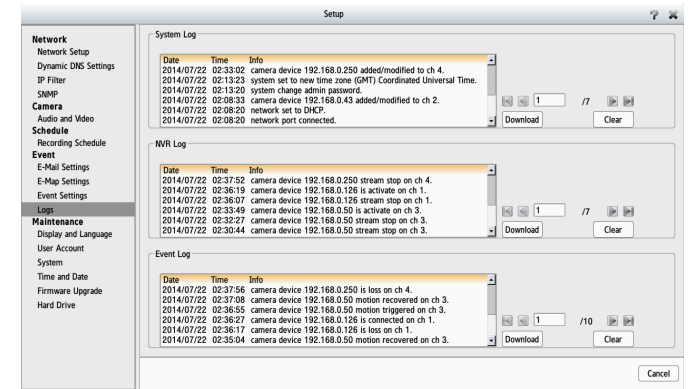 Setup
?
Network
Network Setup
Dynamic DNS Settings
IP Filter
SNMP
Camera
Audio and Video
Schedule
Recording Schedule
Event
E-Mail Settings
E-Map Settings
Event Settings
Logs
Maintenance
Display and Language
User Account
System
Time and Date
Firmware Upgrade
Hard Drive
System Log
Date Time Info
2014/07/22 02:33:02 camera device 192.168.0.250 added/modified to ch 4.
2014/07/22 02:13:23 system set to new time zone (GMT) Coordinated Universal Time.
2014/07/22 02:13:20 system change admin password.
2014/07/22 02:08:33 camera device 192.168.0.43 added/modified to ch 2.
2014/07/22 02:08:20 network set to DHCP.
2014/07/22 02:08:20 network port connected.
1 /7
Download Clear
NVR Log
Date Time Info
2014/07/22 02:37:52 camera device 192.168.0.250 stream stop on ch 4.
2014/07/22 02:36:19 camera device 192.168.0.126 is activate on ch 1.
2014/07/22 02:36:07 camera device 192.168.0.126 stream stop on ch 1.
2014/07/22 02:33:49 camera device 192.168.0.50 is activate on ch 3.
2014/07/22 02:32:27 camera device 192.168.0.50 stream stop on ch 3.
2014/07/22 02:30:44 camera device 192.168.0.50 stream stop on ch 3.
1 /7
Download Clear
Event Log
Date Time Info
2014/07/22 02:37:56 camera device 192.168.0.250 is loss on ch 4.
2014/07/22 02:37:08 camera device 192.168.0.50 motion recovered on ch 3.
2014/07/22 02:36:55 camera device 192.168.0.50 motion triggered on ch 3.
2014/07/22 02:36:27 camera device 192.168.0.126 is connected on ch 1.
2014/07/22 02:36:17 camera device 192.168.0.126 is loss on ch 1.
2014/07/22 02:35:04 camera device 192.168.0.50 motion recovered on ch 3.
1 /10
Download Clear
Cancel